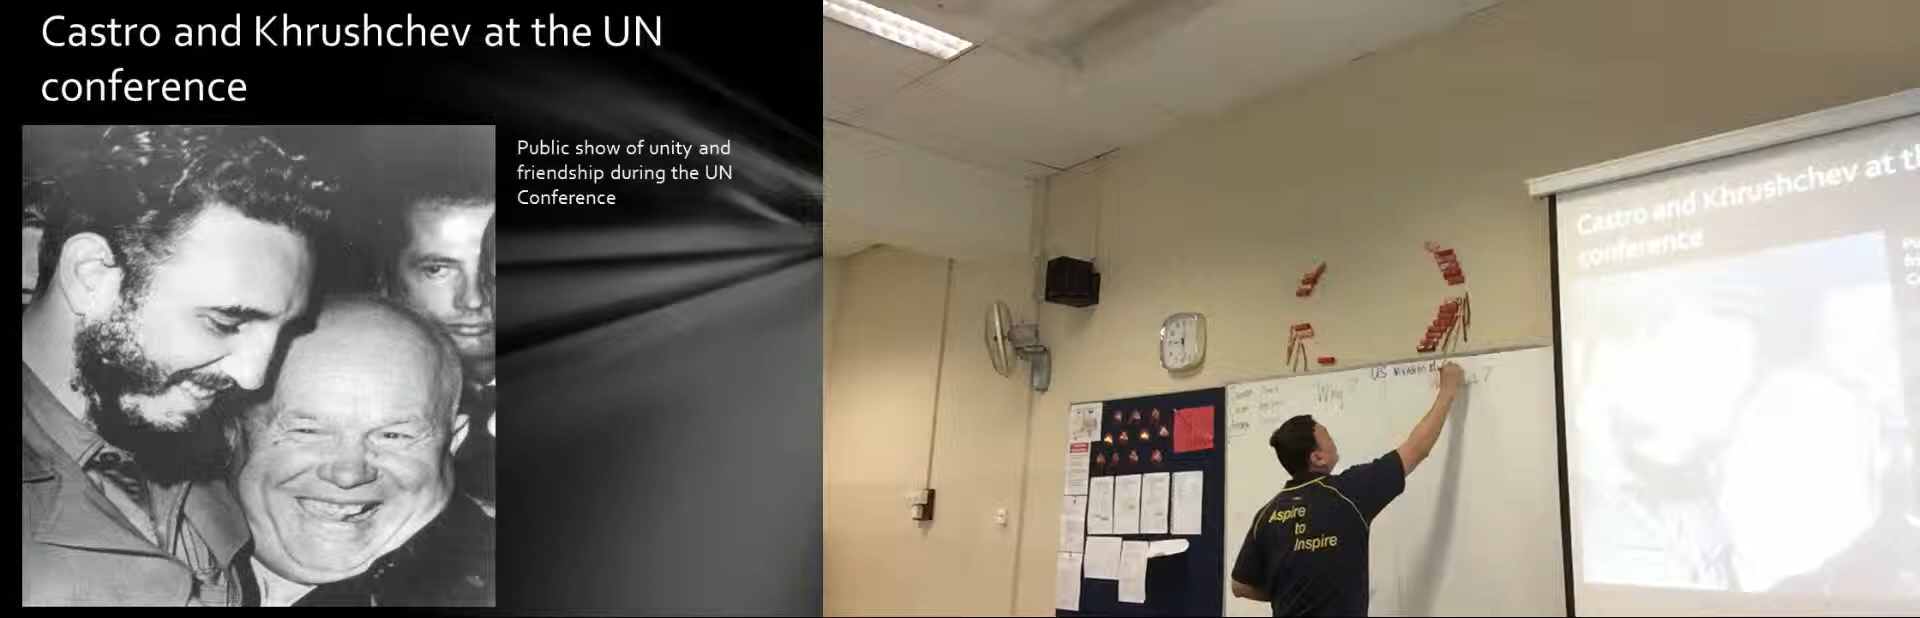 Castro and Khrushchev at the UN
conference
Public show of unity and
friendship during the UN
Conference
Castro and Khrushchev at th
conference
US
Why?
Aspire
to
Inspire